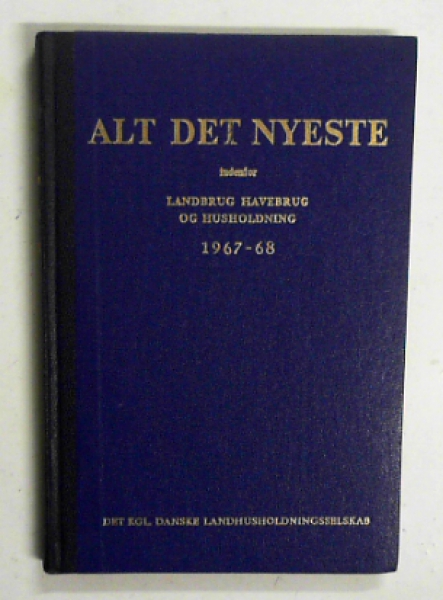 ALT DET NYESTE
indenfor
LANDBRUG HAVEBRUG
OG HUSHOLDNING
1967-68
DET KGL. DANSKE LANDHUSHOLDNINGSSELSKAB